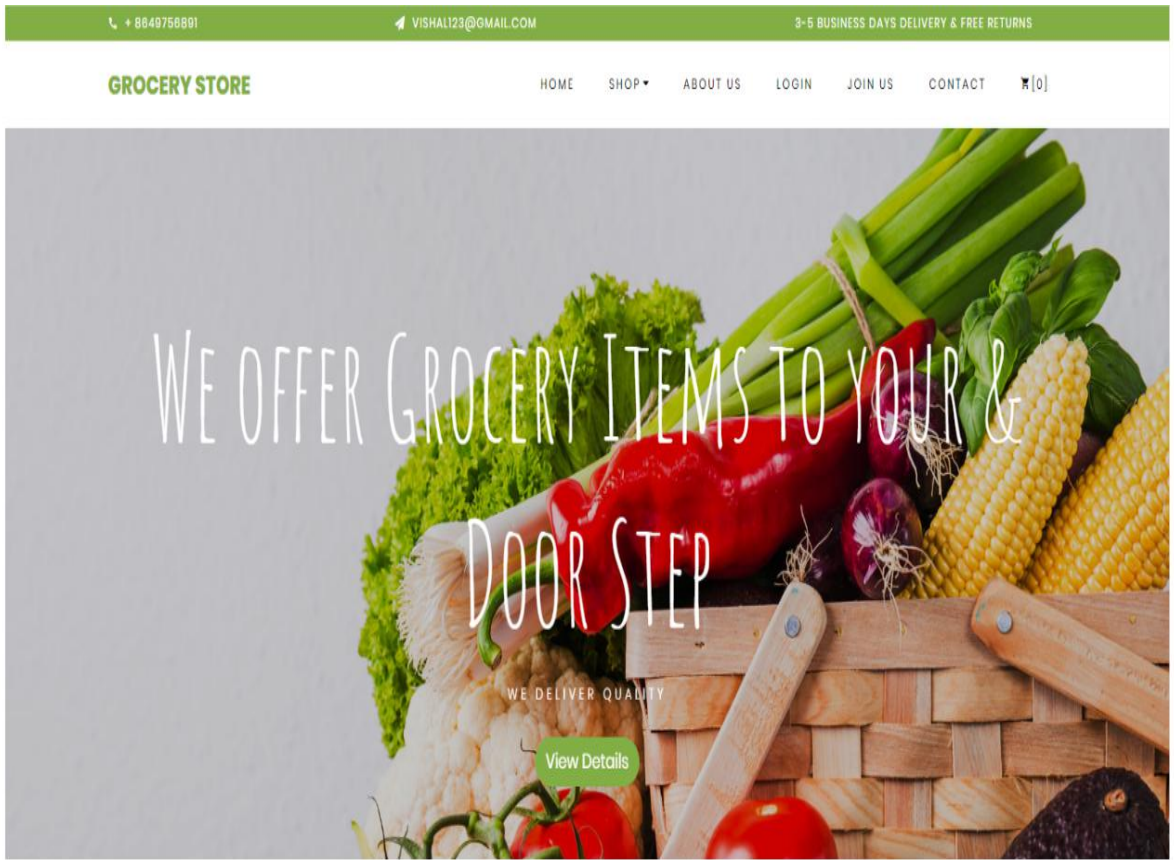 + 8649756891
VISHAL123@GMAIL.COM
3-5 BUSINESS DAYS DELIVERY & FREE RETURNS
GROCERY STORE
HOME SHOP ABOUT US LOGIN JOIN US CONTACT [0]
WE OFFER GROCERY ITEMS TO YOUR &
DOOR STEP
WE DELIVER QUALITY
View Details